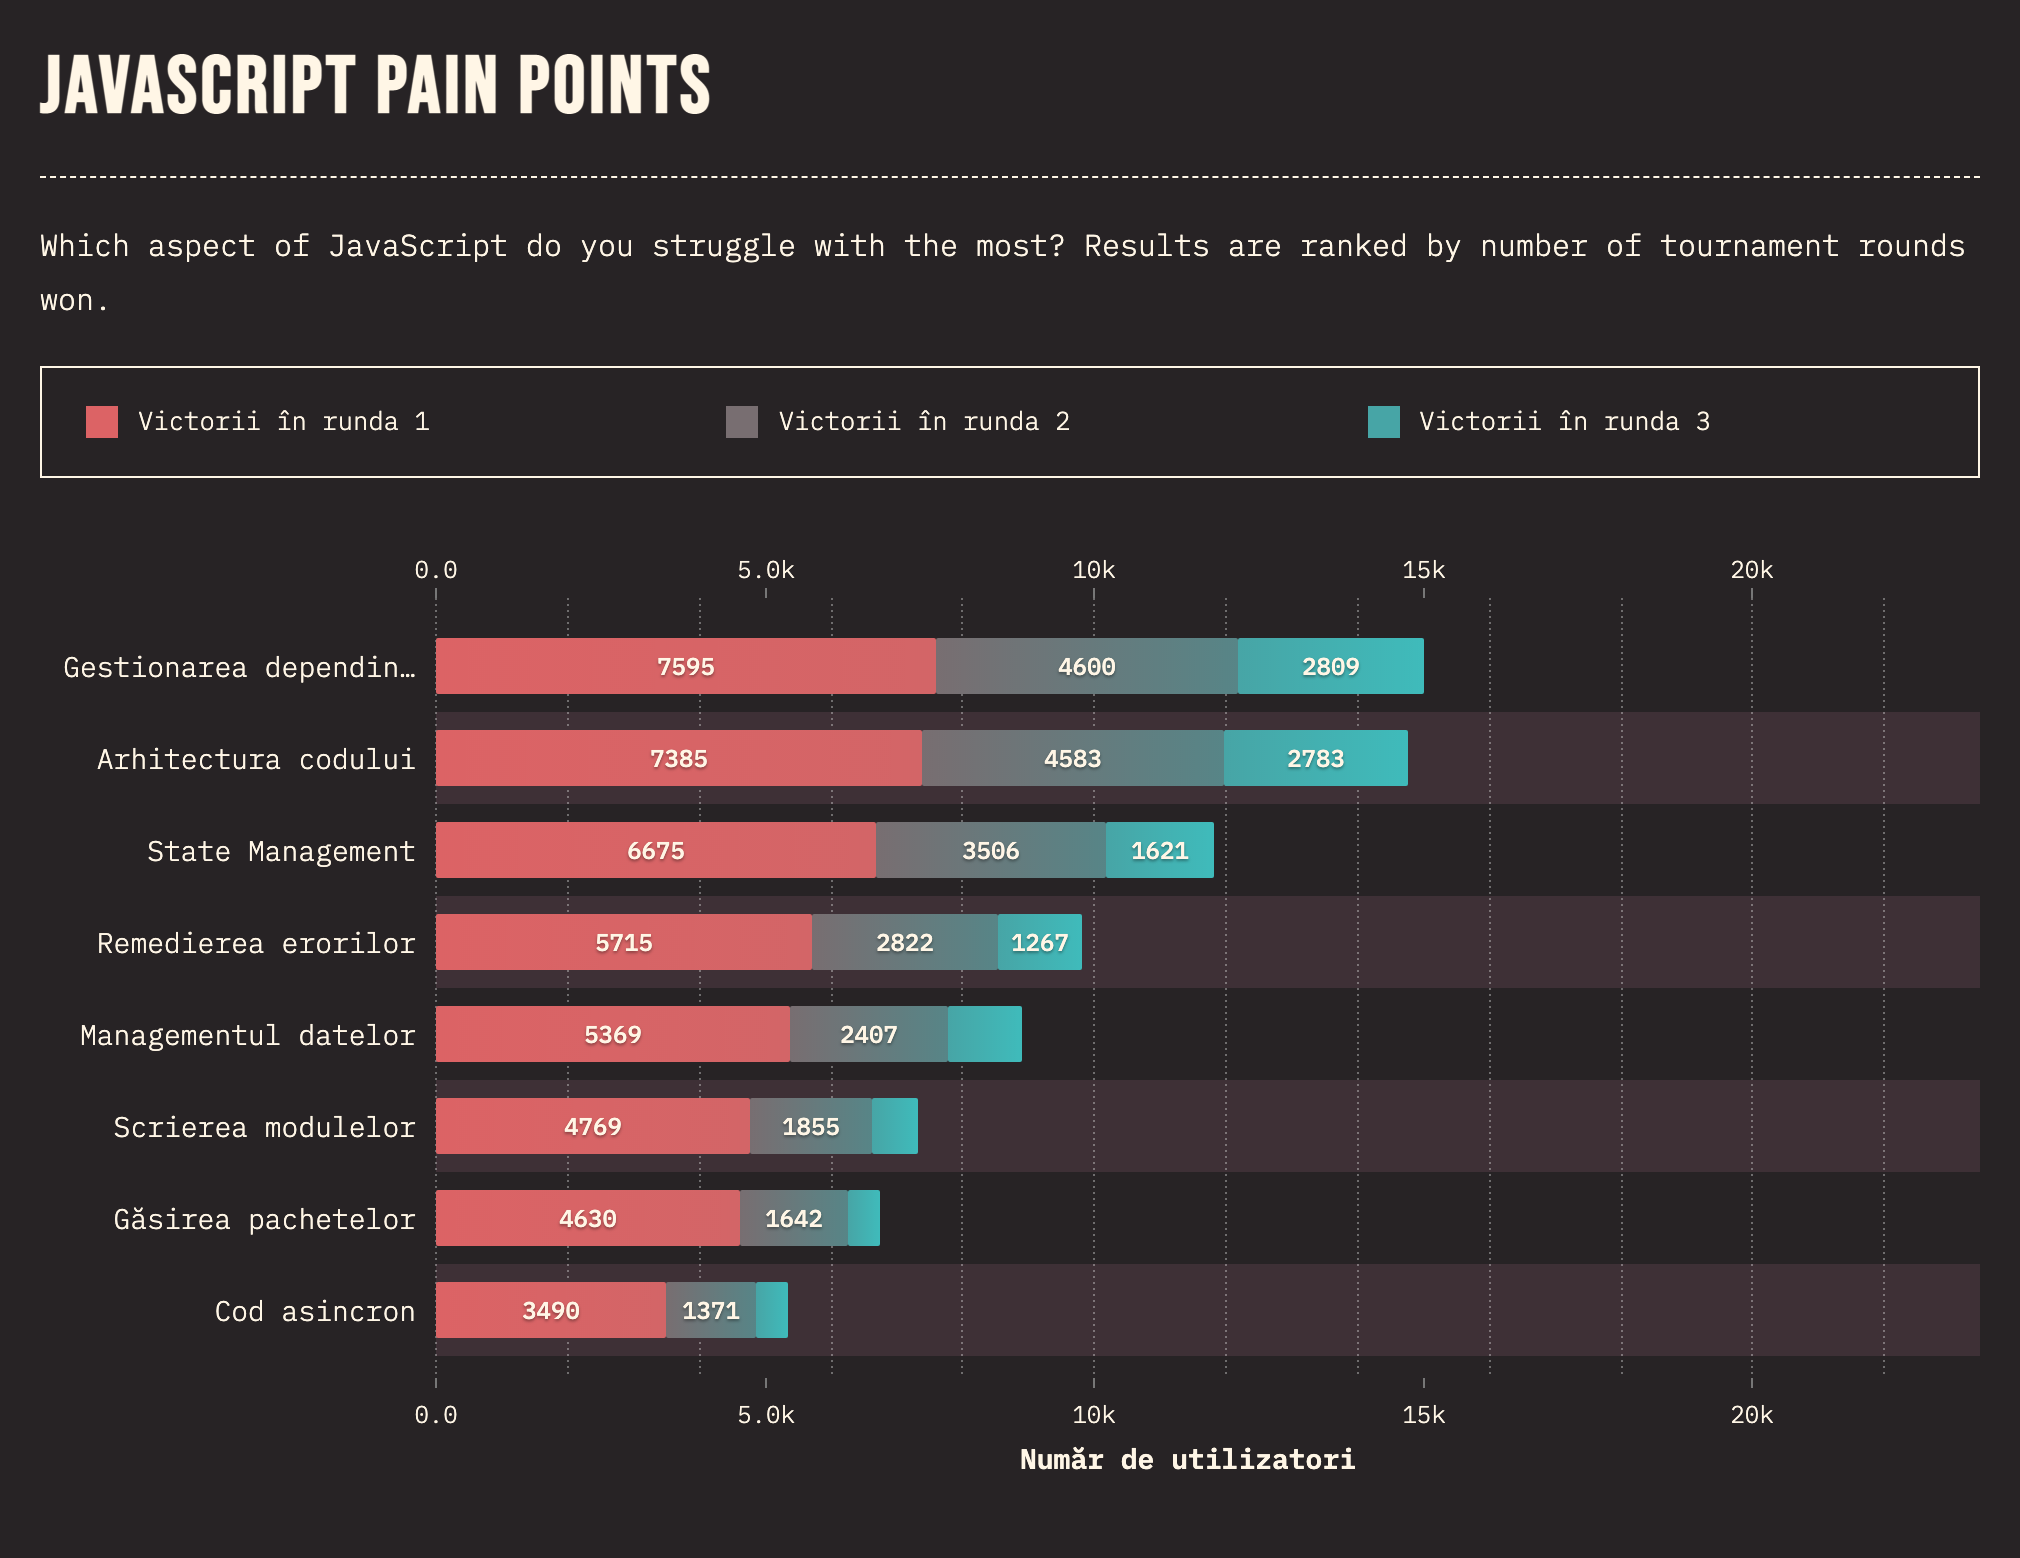 JAVASCRIPT PAIN POINTS
Which aspect of JavaScript do you struggle with the most? Results are ranked by number of tournament rounds
won.
Victorii în runda 1 Victorii în runda 2 Victorii în runda 3
0.0 5.0k 10k 15k 20k
Gestionarea dependin… 7595 4600 2809
Arhitectura codului 7385 4583 2783
State Management 6675 3506 1621
Remedierea erorilor 5715 2822 1267
Managementul datelor 5369 2407
Scrierea modulelor 4769 1855
Găsirea pachetelor 4630 1642
Cod asincron 3490 1371
0.0 5.0k 10k 15k 20k
Număr de utilizatori